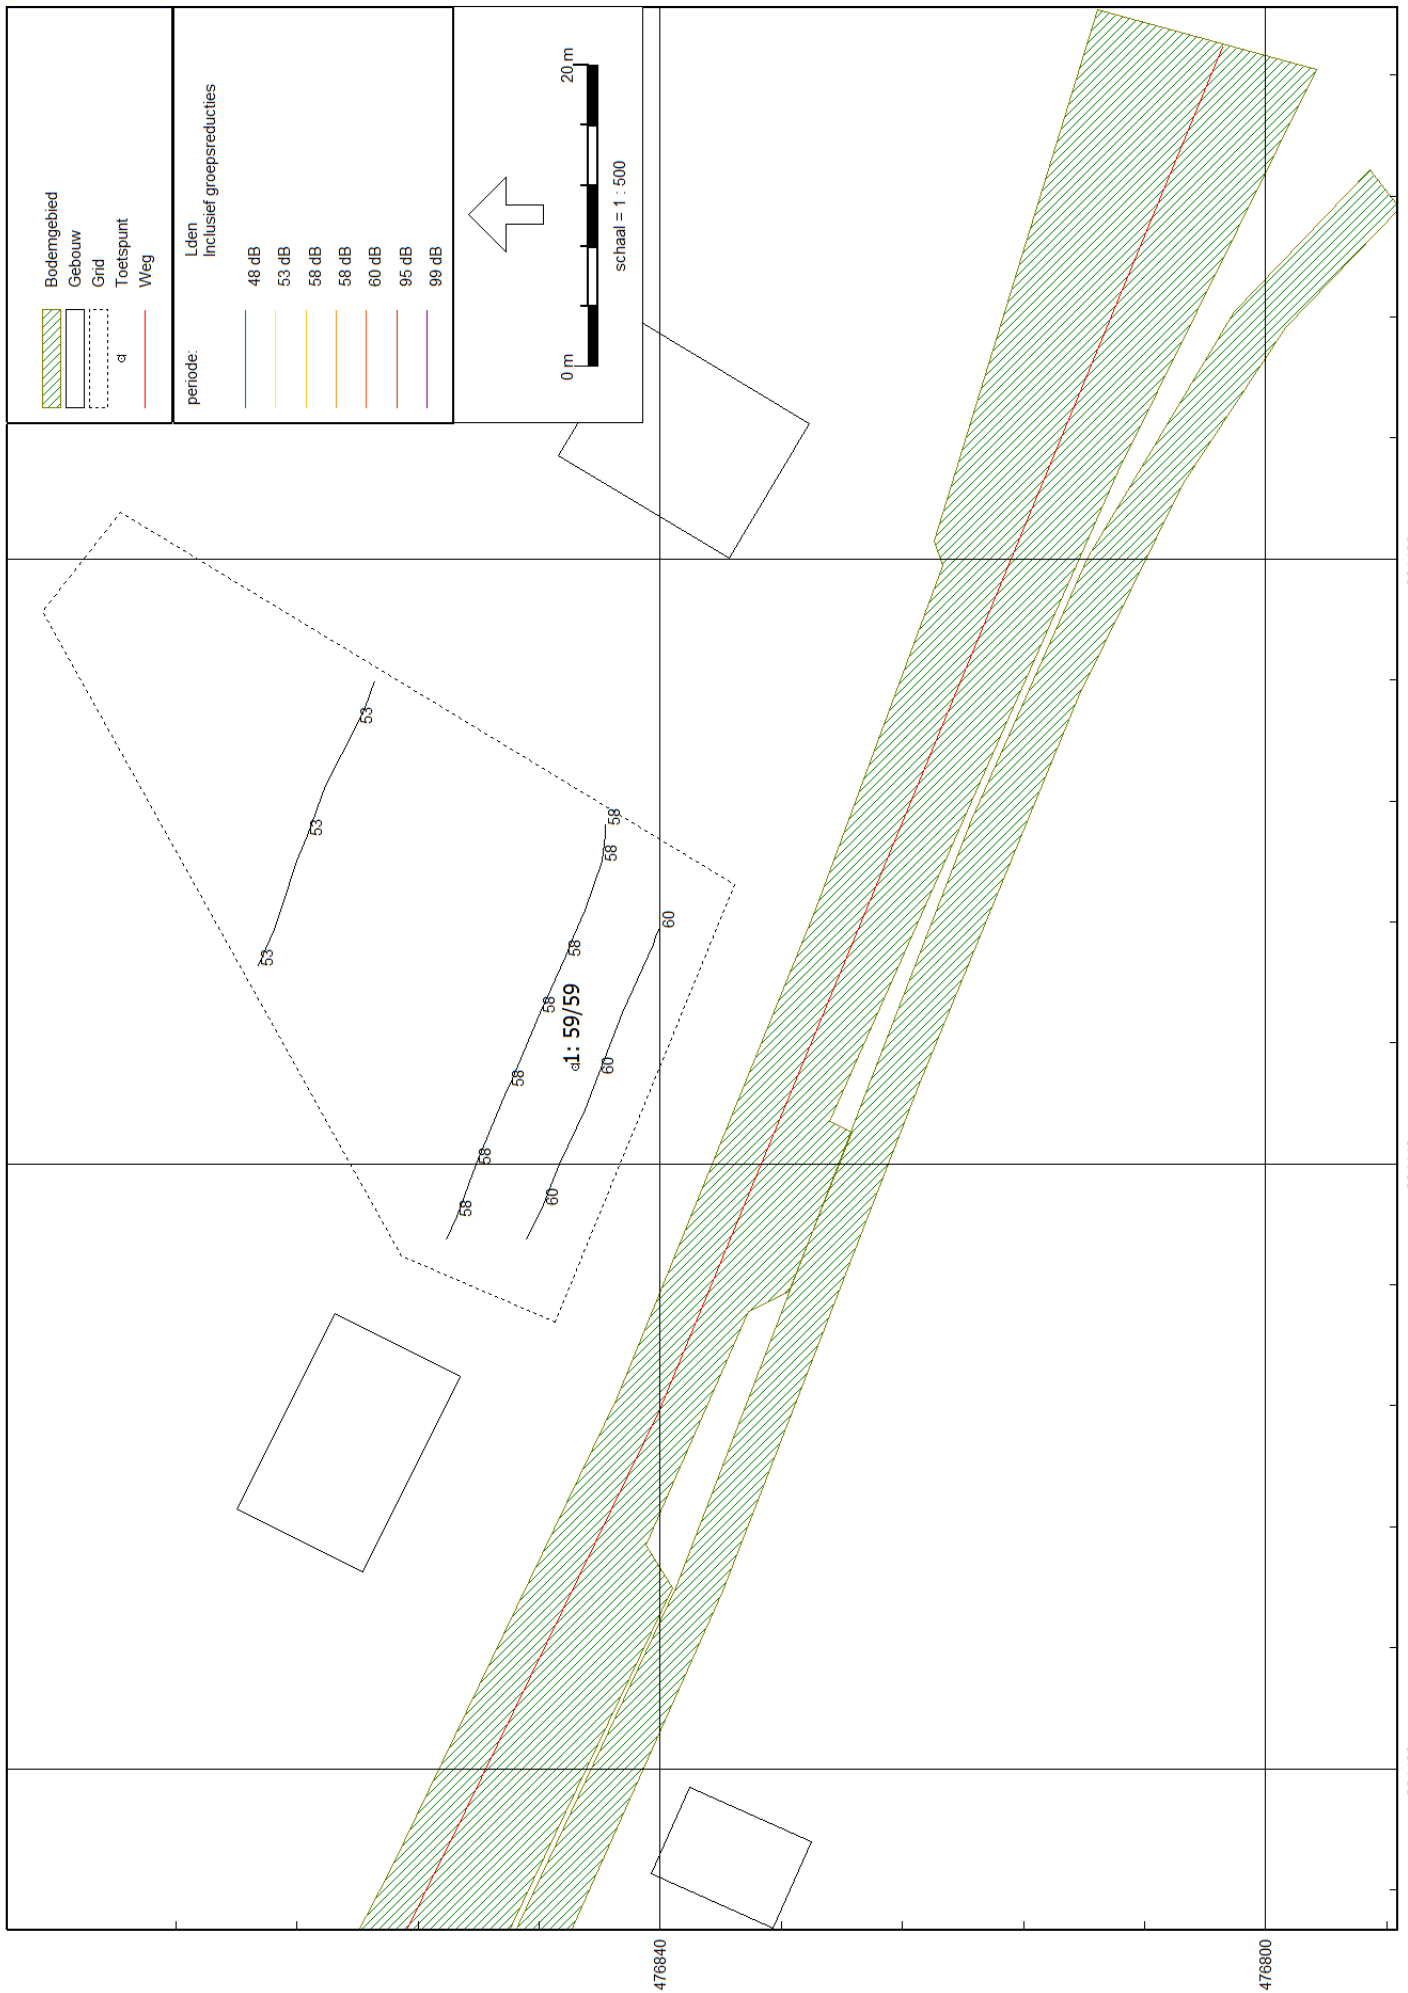 Bodemgebied
Gebouw
Grid
Toetspunt
Weg
periode:
Lden
Inclusief groepsreducties
48 dB
53 dB
58 dB
58 dB
60 dB
95 dB
99 dB
0 m
20 m
schaal = 1 : 500
53
53
53
58
58
58
58
58
58
58
1: 59/59
60
60
60
476840
476800